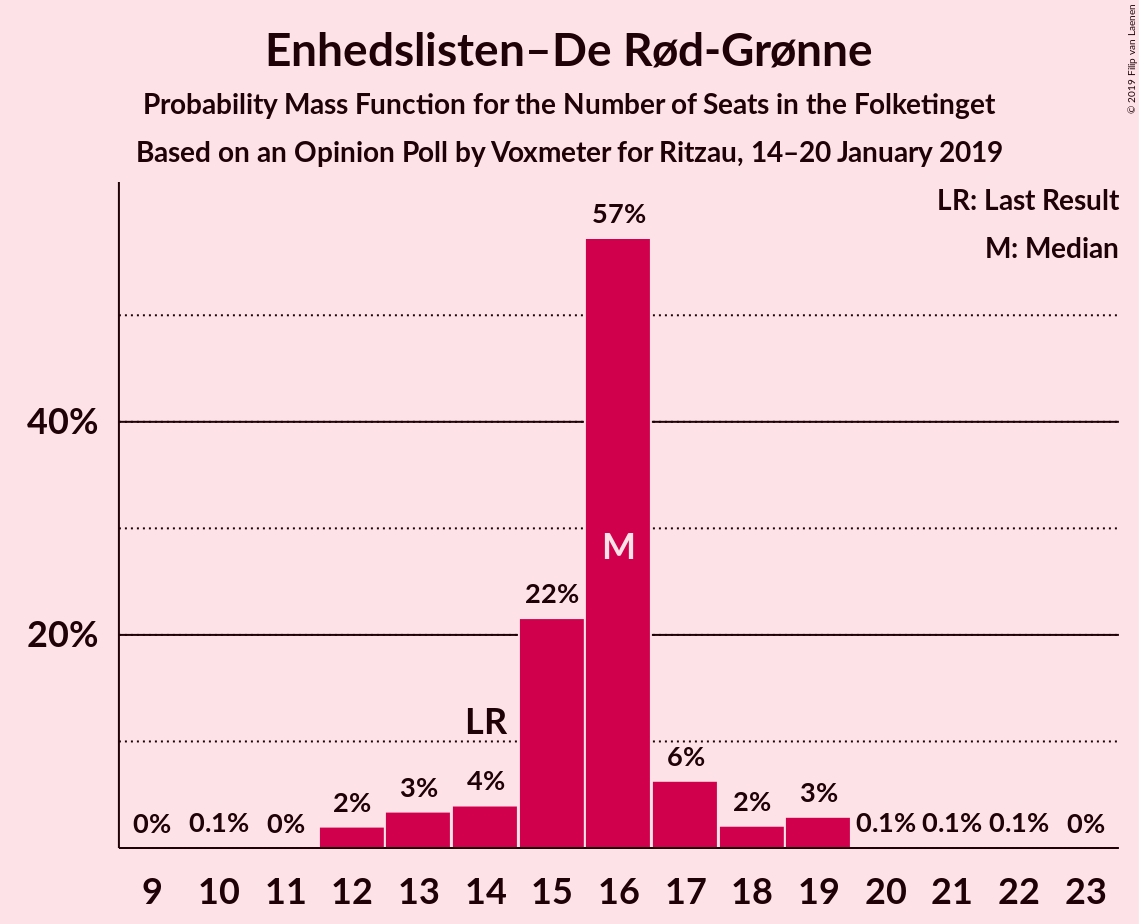 Enhedslisten–De Rød-Grønne
Probability Mass Function for the Number of Seats in the Folketinget
Based on an Opinion Poll by Voxmeter for Ritzau, 14–20 January 2019
© 2019 Filip van Laenen
LR: Last Result
M: Median
57%
40%
M
22%
20%
LR
6%
4%
3%
3%
2%
2%
0% 0.1% 0% 0.1% 0.1% 0.1% 0%
9 10 11 12 13 14 15 16 17 18 19 20 21 22 23